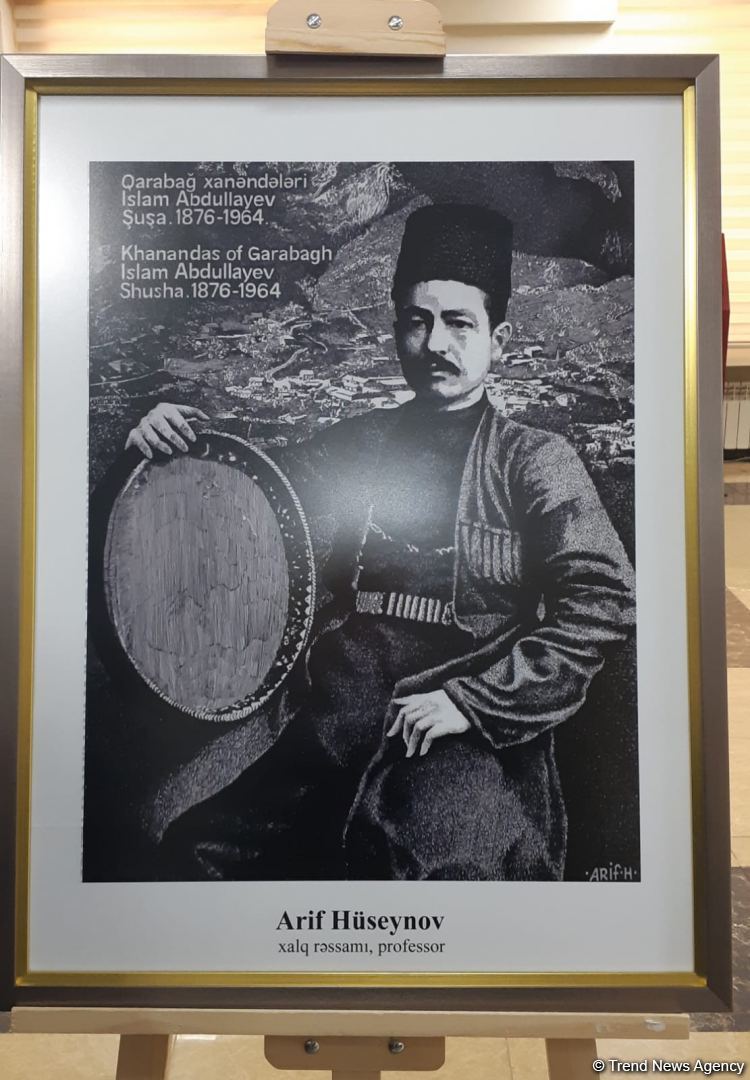 Qarabağ xanəndələri
İslam Abdullayev
Şuşa.1876-1964
Khanandas of Garabagh
Islam Abdullayev
Shusha.1876-1964
·ARif·H·
Arif Hüseynov
xalq rəssamı, professor
© Trend News Agency